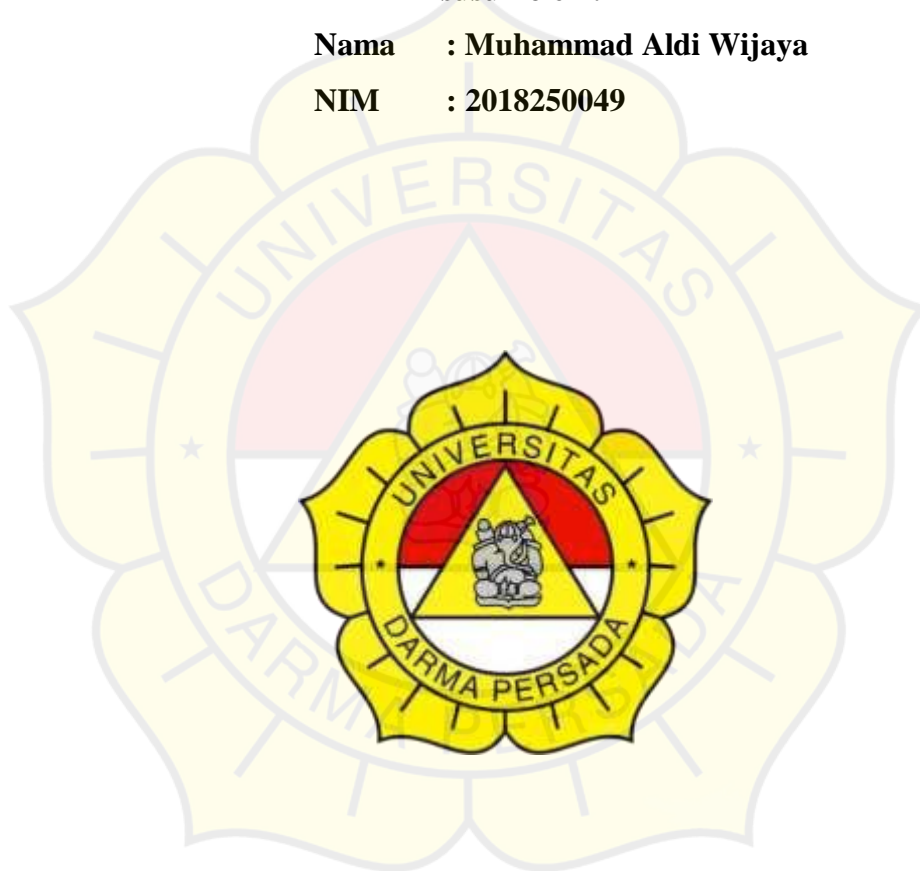 Nama : Muhammad Aldi Wijaya
NIM : 2018250049
UNIVERSITAS
DARMA PERSADA
UNIVERSITAS
DARMA PERSADA